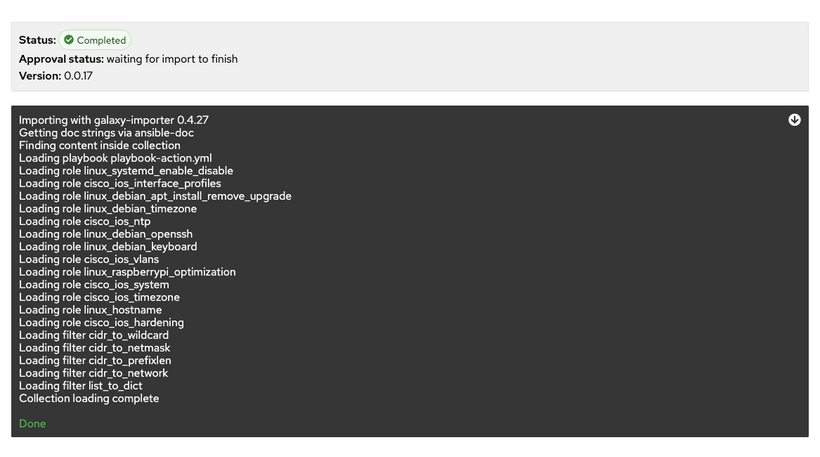 Status: Completed
Approval status: waiting for import to finish
Version: 0.0.17
Importing with galaxy-importer 0.4.27
Getting doc strings via ansible-doc
Finding content inside collection
Loading playbook playbook-action.yml
Loading role linux_systemd_enable_disable
Loading role cisco_ios_interface_profiles
Loading role linux_debian_apt_install_remove_upgrade
Loading role linux_debian_timezone
Loading role cisco_ios_ntp
Loading role linux_debian_openssh
Loading role linux_debian_keyboard
Loading role cisco_ios_vlans
Loading role linux_raspberrypi_optimization
Loading role cisco_ios_system
Loading role cisco_ios_timezone
Loading role linux_hostname
Loading role cisco_ios_hardening
Loading filter cidr_to_wildcard
Loading filter cidr_to_netmask
Loading filter cidr_to_prefixlen
Loading filter cidr_to_network
Loading filter list_to_dict
Collection loading complete
Done